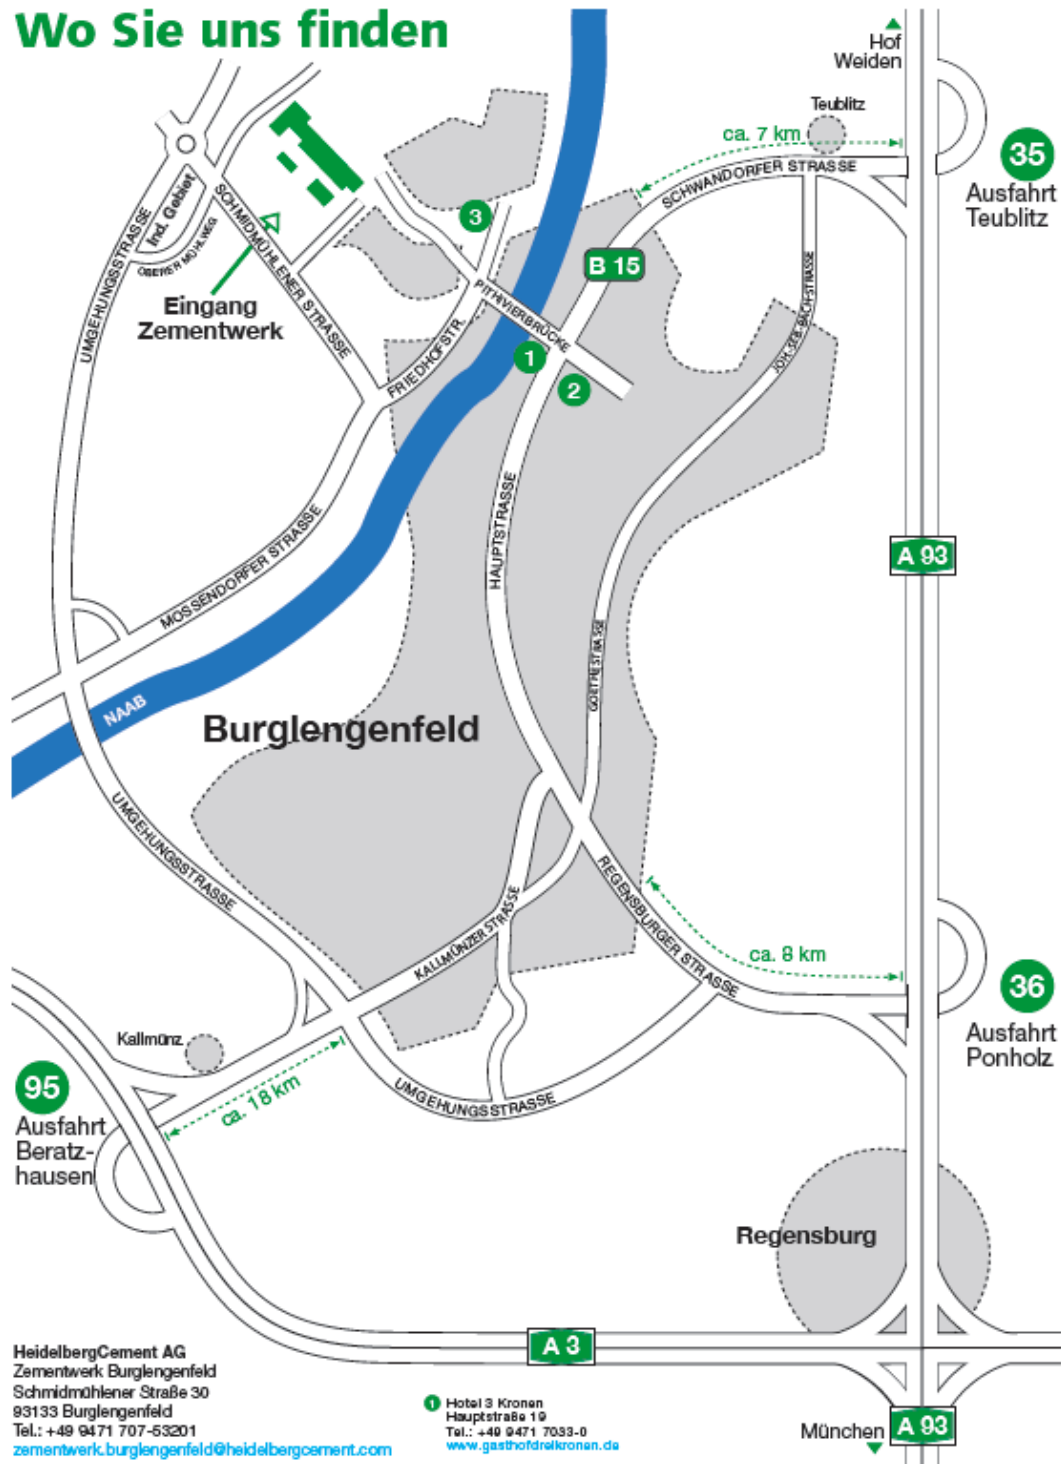 Wo Sie uns finden
Hof
Weiden
Teublitz
ca. 7 km
SCHWANDORFER STRASSE
35
Ausfahrt
Teublitz
Ind. Gebiet
OBERER MÜHLWEG
SCHMIDMÜHLENER STRASSE
UMGEHUNGSSTRASSE
Eingang
Zementwerk
3
B 15
PITHIVIERBRÜCKE
FRIEDHOFSTR.
1
2
JOH.-SEB.-BACH-STRASSE
HAUPTSTRASSE
A 93
MOSSENDORFER STRASSE
GOETHESTRASSE
NAAB
Burglengenfeld
UMGEHUNGSSTRASSE
REGENSBURGER STRASSE
KALLMÜNZER STRASSE
ca. 8 km
36
Ausfahrt
Ponholz
Kallmünz
95
Ausfahrt
Beratz-
hausen
ca. 18 km
UMGEHUNGSSTRASSE
Regensburg
A 3
HeidelbergCement AG
Zementwerk Burglengenfeld
Schmidmühlener Straße 30
93133 Burglengenfeld
Tel.: +49 9471 707-53201
zementwerk.burglengenfeld@heidelbergcement.com
1 Hotel 3 Kronen
Hauptstraße 19
Tel.: +49 9471 7033-0
www.gasthofdreikronen.de
München
A 93